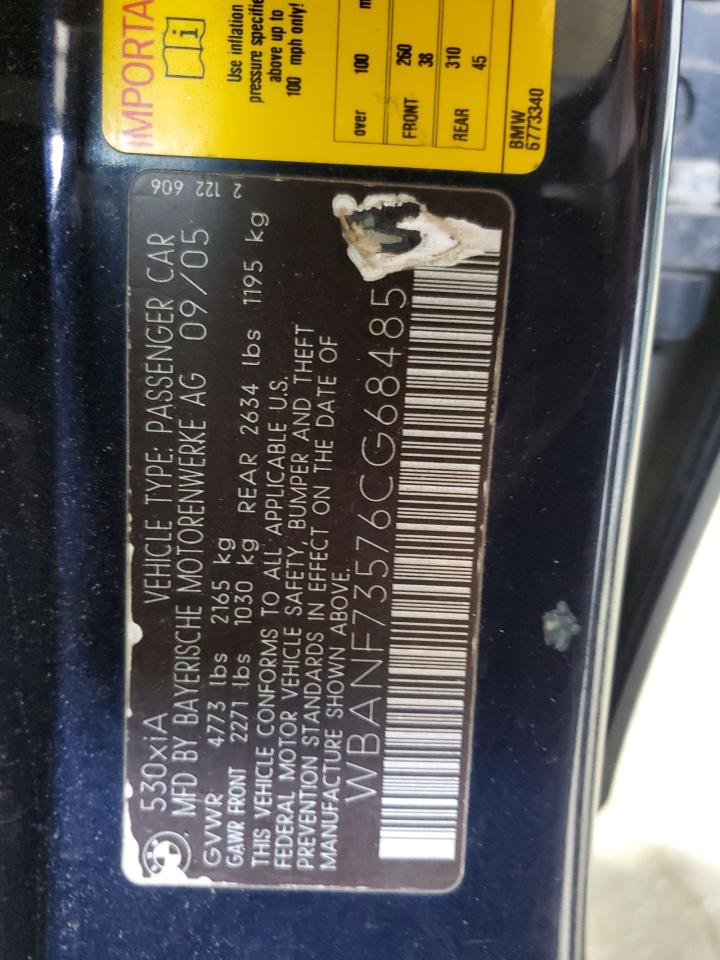 IMPORTA
Use inflation
pressure specifie
above up to
100 mph only!
over 100 m
FRONT 260
38
REAR 310
45
BMW
6773340
2 122 606
530xiA VEHICLE TYPE: PASSENGER CAR
MFD BY BAYERISCHE MOTORENWERKE AG 09/05
GVWR 4773 lbs 2165 kg
GAWR FRONT 2271 lbs 1030 kg REAR 2634 lbs 1195 kg
THIS VEHICLE CONFORMS TO ALL APPLICABLE U.S.
FEDERAL MOTOR VEHICLE SAFETY, BUMPER AND THEFT
PREVENTION STANDARDS IN EFFECT ON THE DATE OF
MANUFACTURE SHOWN ABOVE.
WBANF73576CG68485